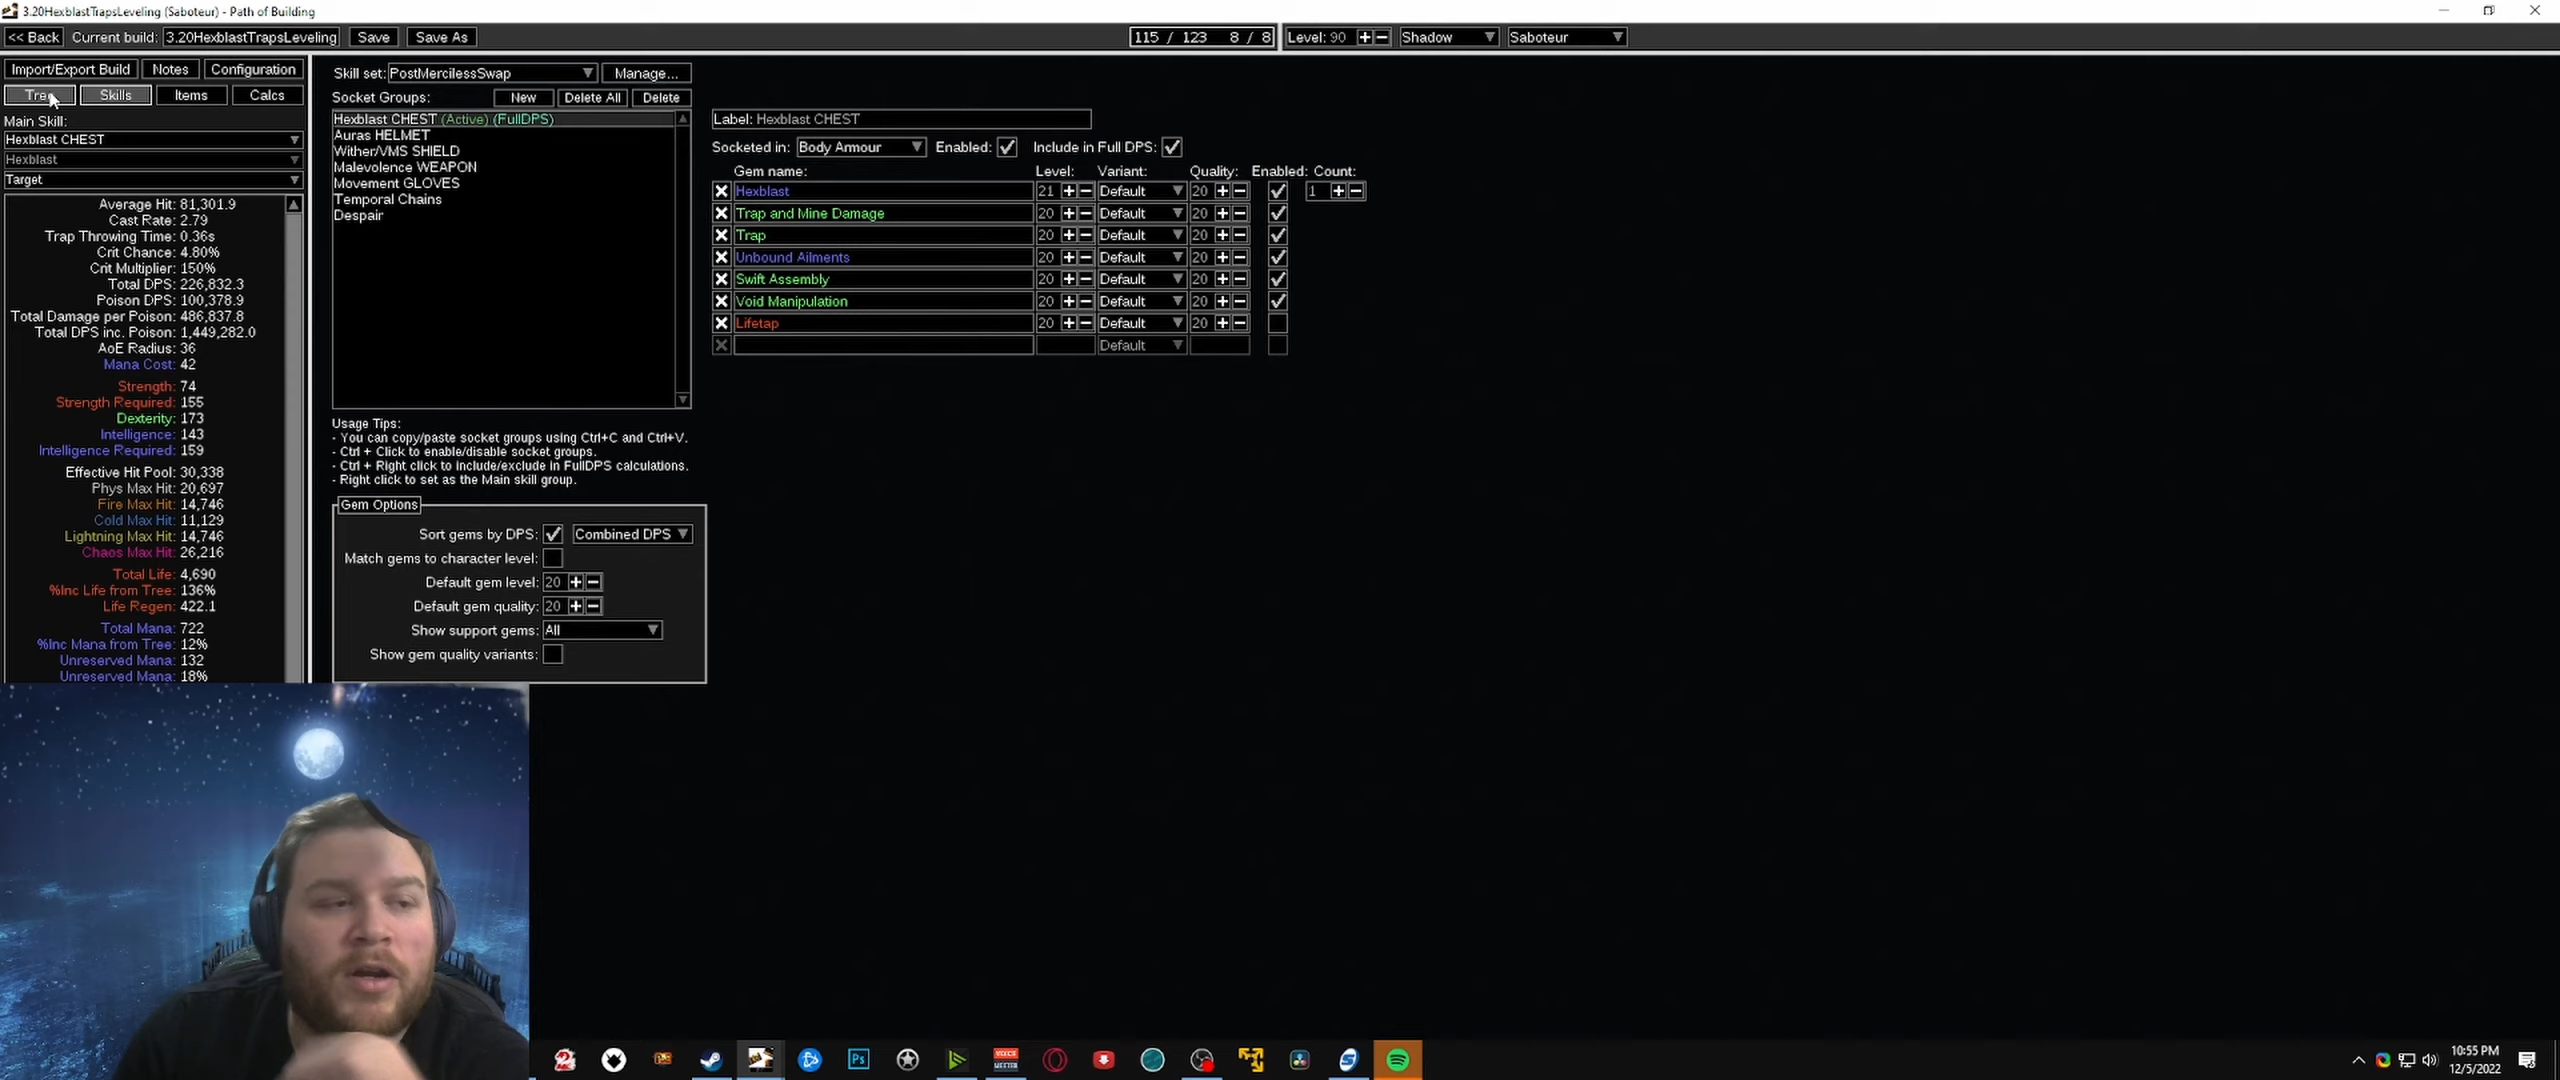 3.20HexblastTrapsLeveling (Saboteur) - Path of Building
<< Back Current build: 3.20HexblastTrapsLeveling Save Save As 115 / 123 8 / 8 Level: 90 Shadow Saboteur
Import/Export Build Notes Configuration
Tree Skills Items Calcs
Main Skill:
Hexblast CHEST
Hexblast
Target
Average Hit: 81,301.9
Cast Rate: 2.79
Trap Throwing Time: 0.36s
Crit Chance: 4.80%
Crit Multiplier: 150%
Total DPS: 226,832.3
Poison DPS: 100,378.9
Total Damage per Poison: 486,837.8
Total DPS inc. Poison: 1,449,282.0
AoE Radius: 36
Mana Cost: 42
Strength: 74
Strength Required: 155
Dexterity: 173
Intelligence: 143
Intelligence Required: 159
Effective Hit Pool: 30,338
Phys Max Hit: 20,697
Fire Max Hit: 14,746
Cold Max Hit: 11,129
Lightning Max Hit: 14,746
Chaos Max Hit: 26,216
Total Life: 4,690
%Inc Life from Tree: 136%
Life Regen: 422.1
Total Mana: 722
%Inc Mana from Tree: 12%
Unreserved Mana: 132
Unreserved Mana: 18%
Skill set: PostMercilessSwap Manage...
Socket Groups: New Delete All Delete
Hexblast CHEST (Active) (FullDPS)
Auras HELMET
Wither/VMS SHIELD
Malevolence WEAPON
Movement GLOVES
Temporal Chains
Despair
Usage Tips:
- You can copy/paste socket groups using Ctrl+C and Ctrl+V.
- Ctrl + Click to enable/disable socket groups.
- Ctrl + Right click to include/exclude in FullDPS calculations.
- Right click to set as the Main skill group.
Gem Options
Sort gems by DPS: Combined DPS
Match gems to character level:
Default gem level: 20
Default gem quality: 20
Show support gems: All
Show gem quality variants:
Label: Hexblast CHEST
Socketed in: Body Armour Enabled: Include in Full DPS:
Gem name: Level: Variant: Quality: Enabled: Count:
Hexblast 21 Default 20 1
Trap and Mine Damage 20 Default 20
Trap 20 Default 20
Unbound Ailments 20 Default 20
Swift Assembly 20 Default 20
Void Manipulation 20 Default 20
Lifetap 20 Default 20
Default
10:55 PM
12/5/2022